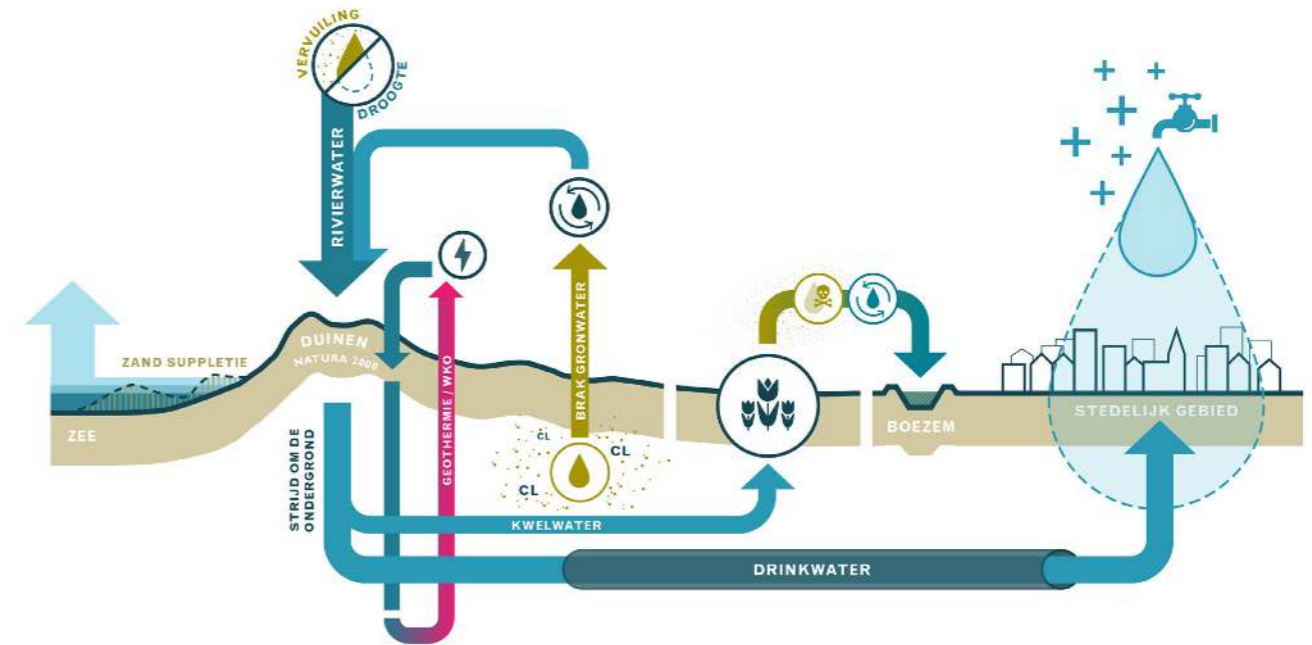 VERVUILING
DROOGTE
RIVIERWATER
ZAND SUPPLETIE
DUINEN
NATURA 2000
ZEE
STRIJD OM DE
ONDERGROND
GEOTHERMIE / WKO
BRAK GRONWATER
CL
CL
CL
KWELWATER
DRINKWATER
BOEZEM
STEDELIJK GEBIED